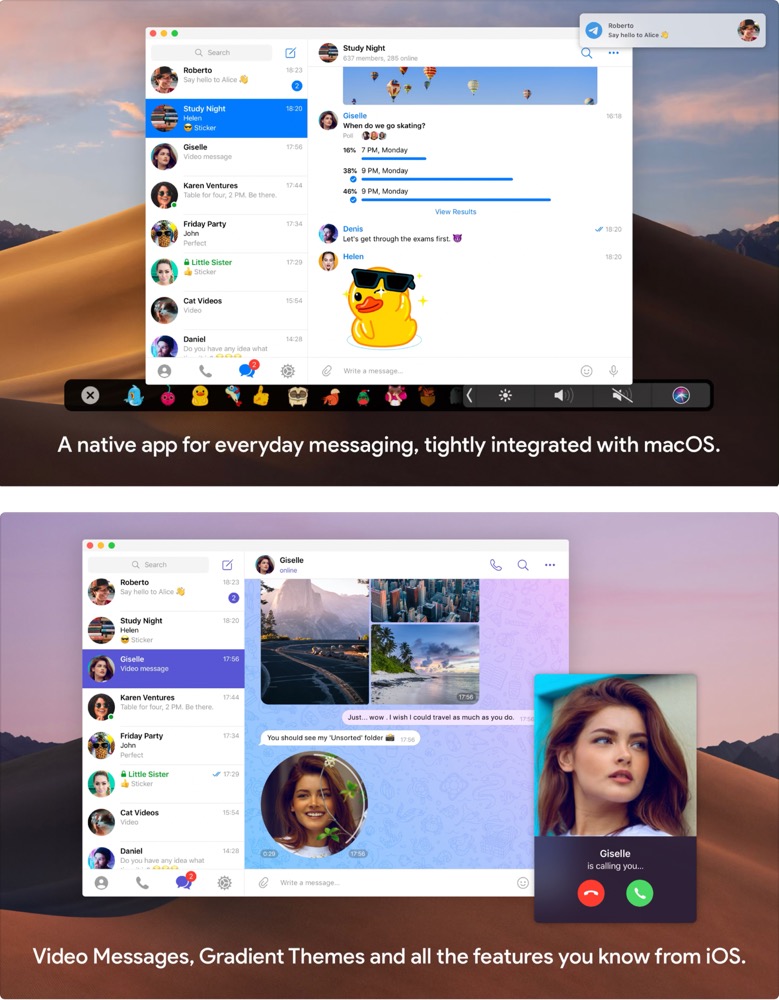 Roberto
Say hello to Alice 👋
Search
Roberto 18:23
Say hello to Alice 👋 2
Study Night 18:20
Helen
😎 Sticker
Giselle 17:56
Video message
Karen Ventures 17:44
Table for four, 2 PM. Be there.
Friday Party 17:34
John
Perfect
Little Sister 17:29
👍 Sticker
Cat Videos 15:54
Video
Daniel 14:28
Do you have any idea what
2
Study Night
637 members, 285 online
Giselle 18:18
When do we go skating?
Poll
16% 7 PM, Monday
38% 9 PM, Monday
46% 9 PM, Monday
View Results
Denis 18:20
Let's get through the exams first. 😈
Helen 18:20
Write a message...
A native app for everyday messaging, tightly integrated with macOS.
Search
Roberto 18:23
Say hello to Alice 👋 2
Study Night 18:20
Helen
😎 Sticker
Giselle 17:56
Video message
Karen Ventures 17:44
Table for four, 2 PM. Be there.
Friday Party 17:34
John
Perfect
Little Sister 17:29
👍 Sticker
Cat Videos 15:54
Video
Daniel 14:28
Do you have any idea what
2
Giselle
online
17:56
Just... wow . I wish I could travel as much as you do. 17:56
You should see my 'Unsorted' folder 📸 17:56
0:29 17:56
Write a message...
Giselle
is calling you...
Video Messages, Gradient Themes and all the features you know from iOS.